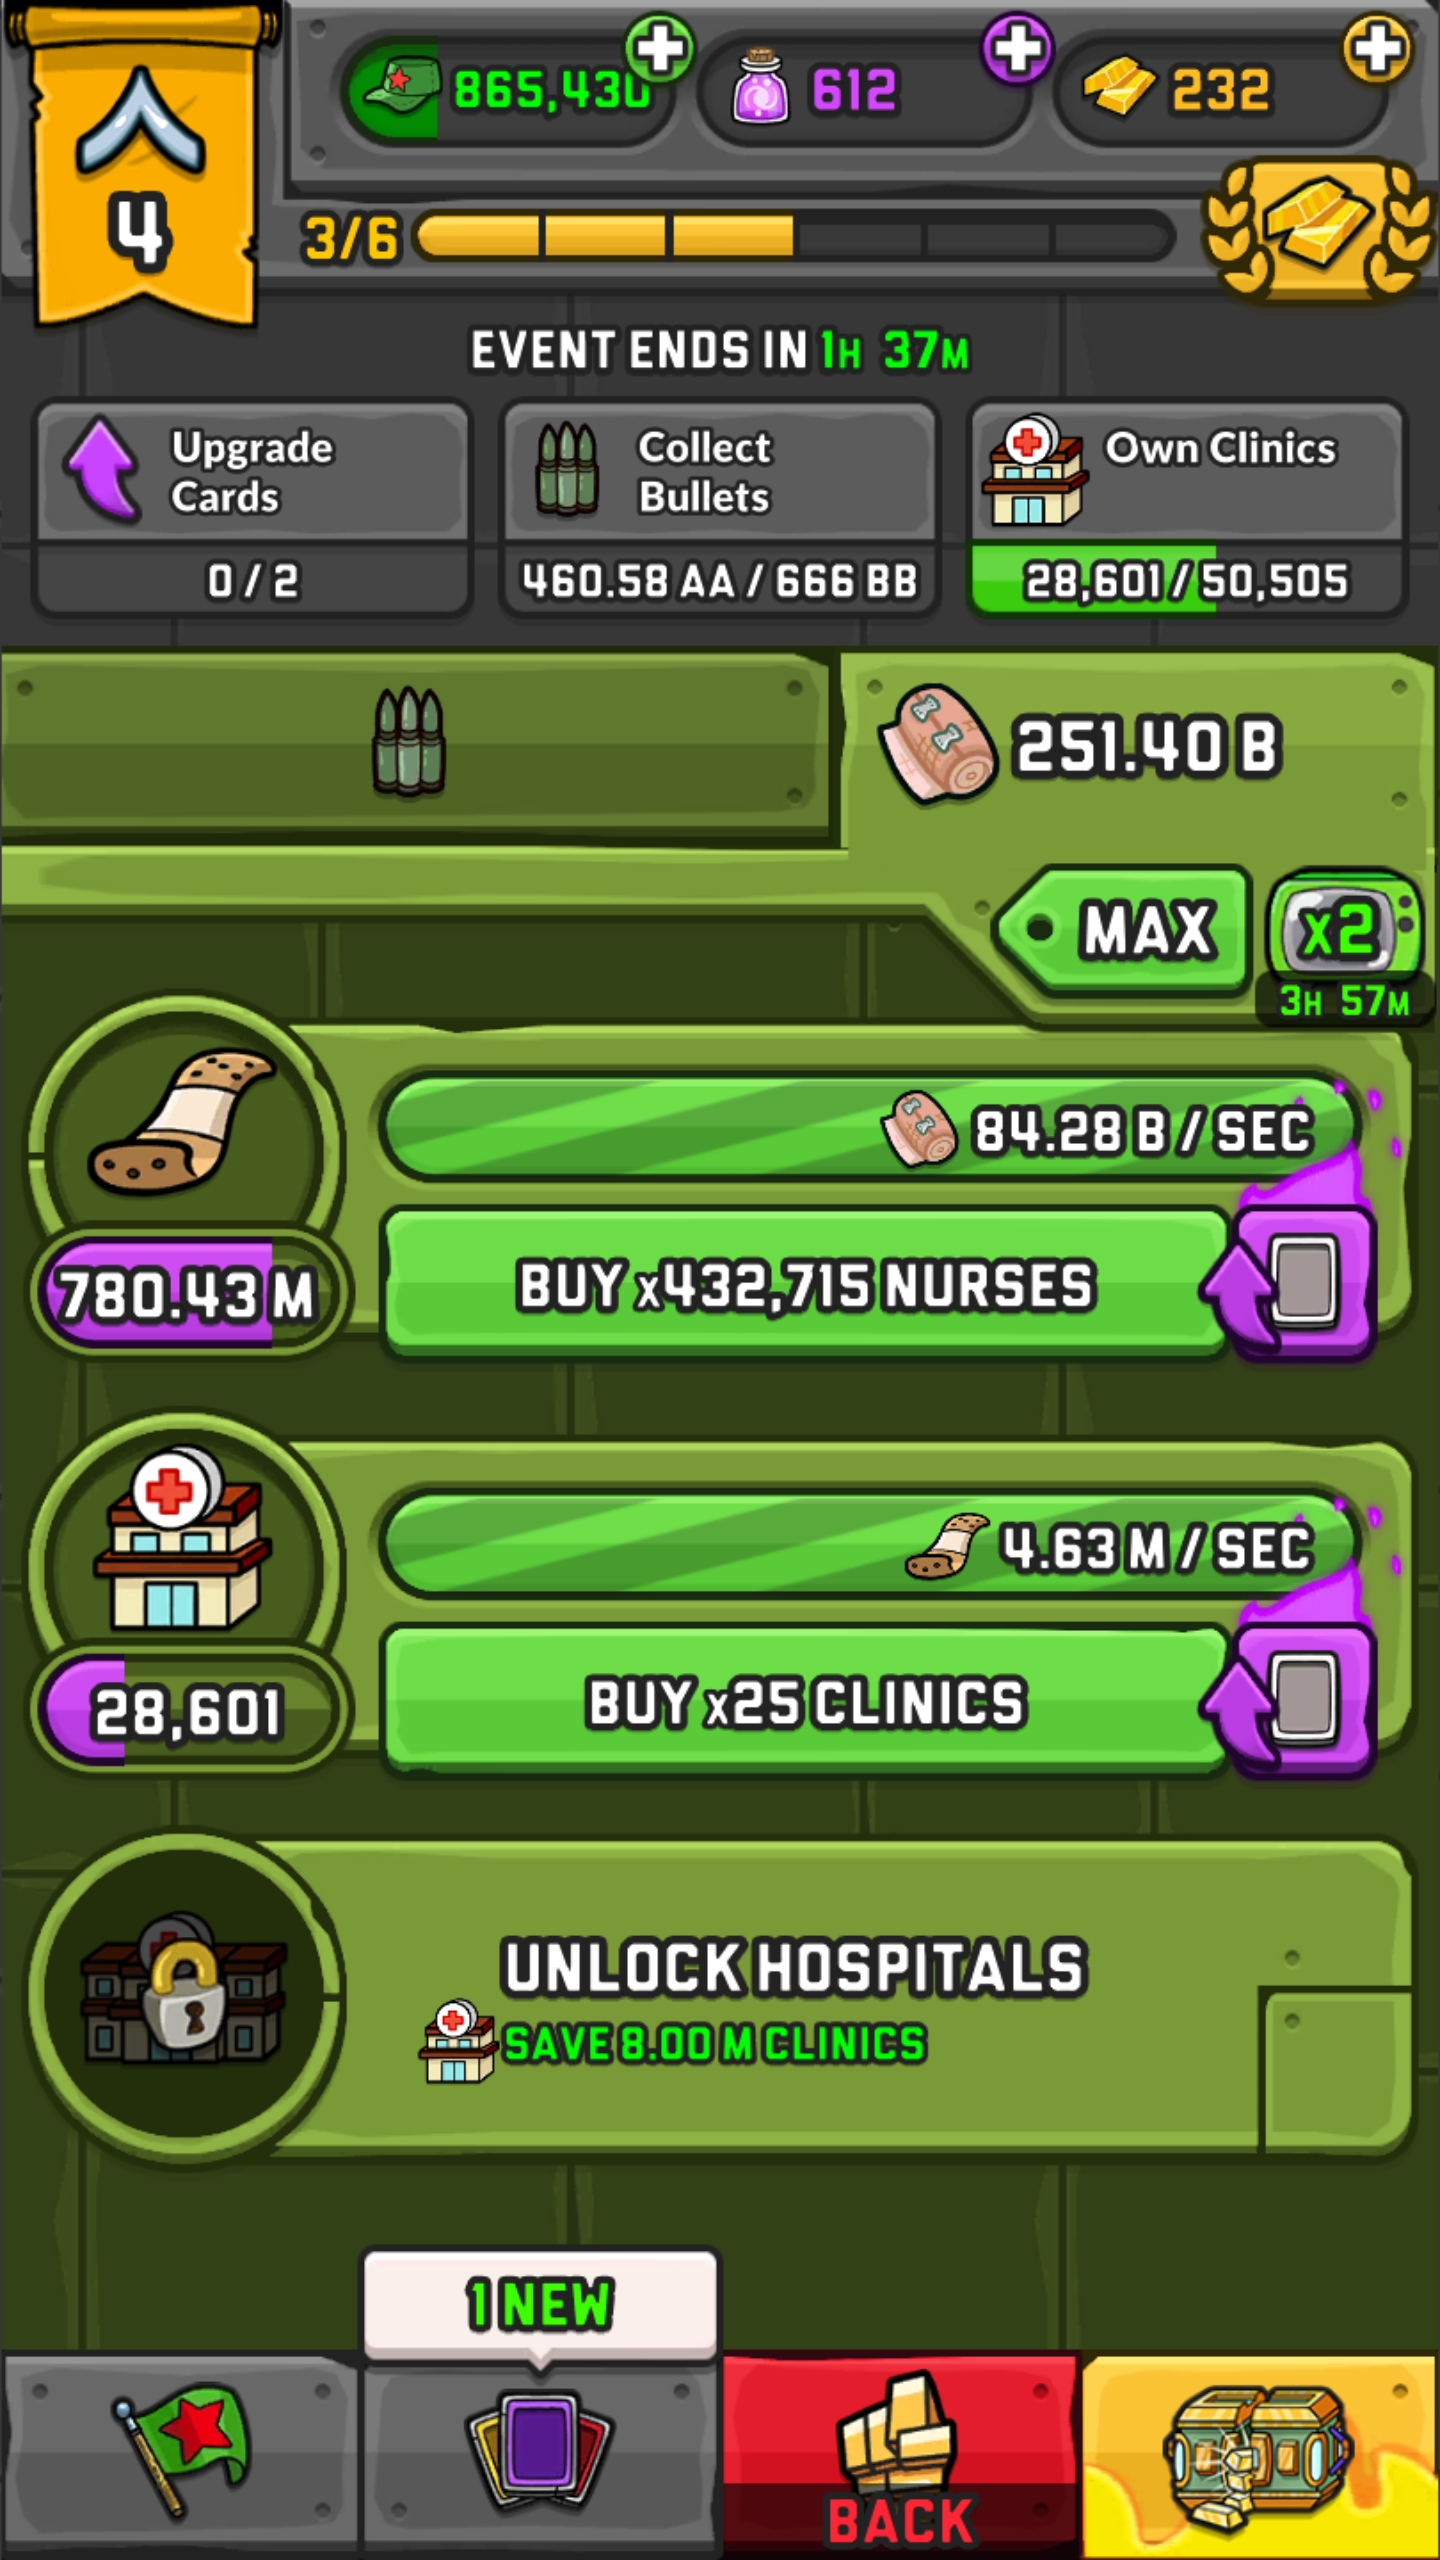 865,430
612
232
4
3/6
EVENT ENDS IN 1H 37M
Upgrade
Cards
0 / 2
Collect
Bullets
460.58 AA / 666 BB
Own Clinics
28,601 / 50,505
251.40 B
MAX
x2
3H 57M
84.28 B / SEC
780.43 M
BUY x432,715 NURSES
4.63 M / SEC
28,601
BUY x25 CLINICS
UNLOCK HOSPITALS
SAVE 8.00 M CLINICS
1 NEW
BACK